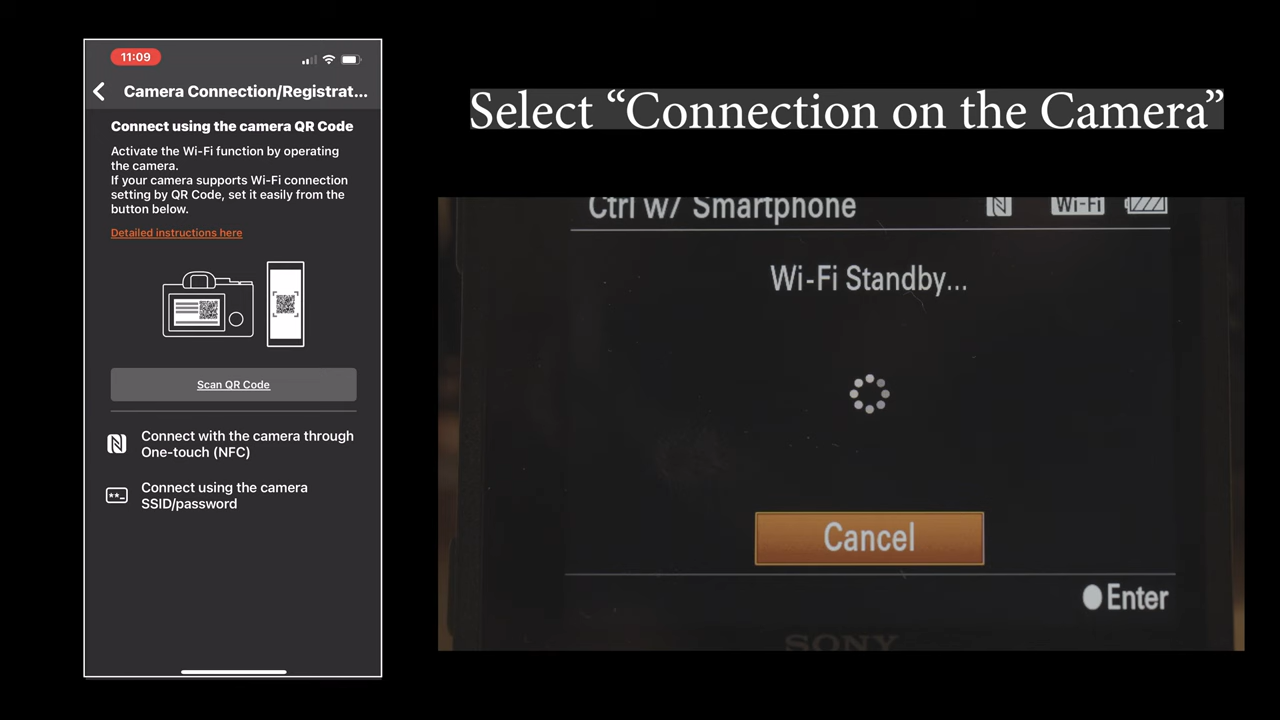 11:09
Camera Connection/Registrat...
Connect using the camera QR Code
Activate the Wi-Fi function by operating
the camera.
If your camera supports Wi-Fi connection
setting by QR Code, set it easily from the
button below.
Detailed instructions here
Scan QR Code
Connect with the camera through
One-touch (NFC)
Connect using the camera
SSID/password
Select “Connection on the Camera”
Ctrl w/ Smartphone
Wi-Fi
Wi-Fi Standby...
Cancel
Enter
SONY